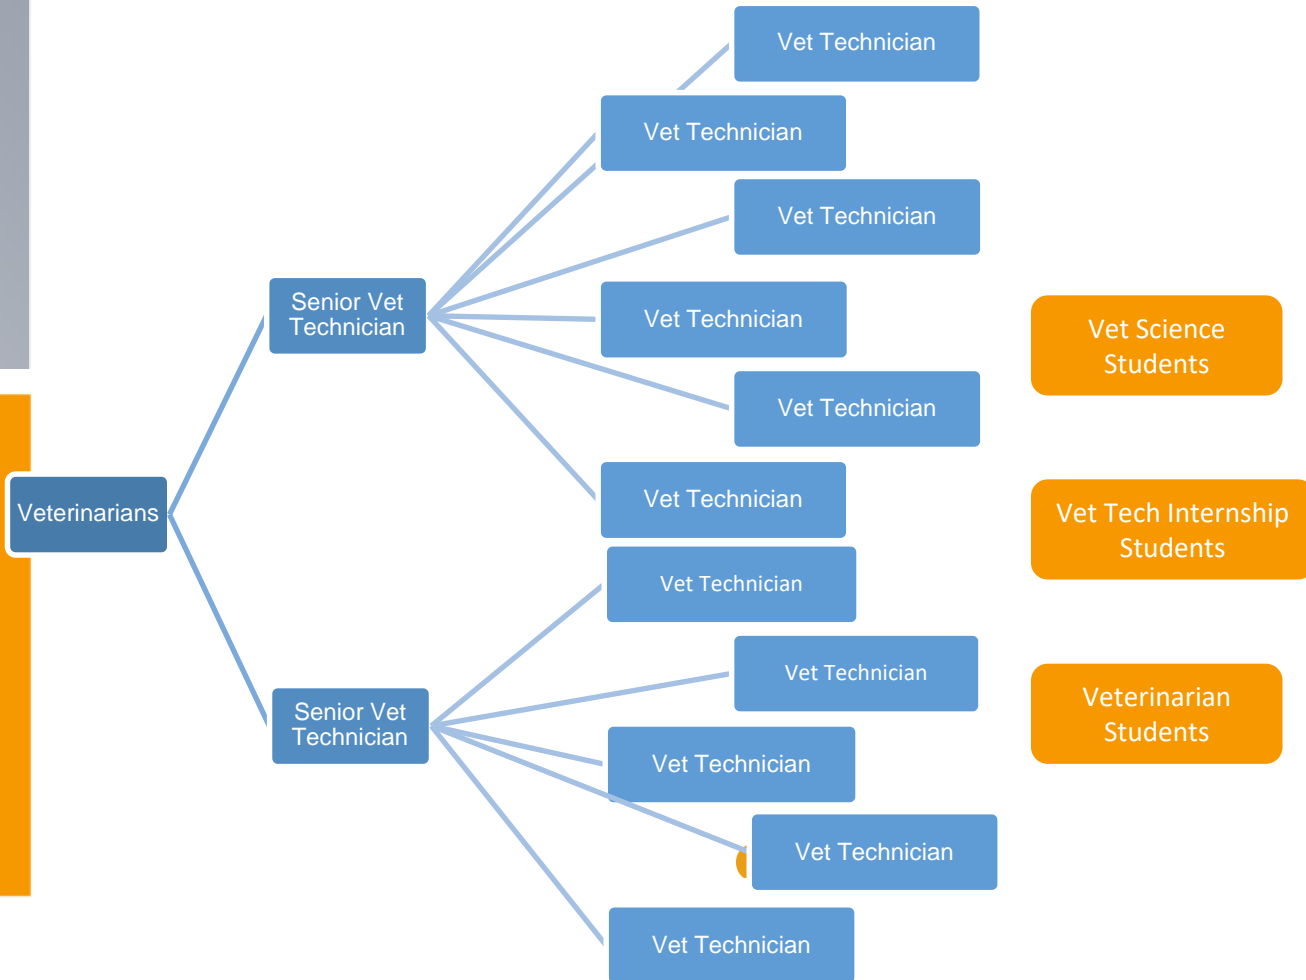 Veterinarians
Senior Vet
Technician
Vet Technician
Vet Technician
Vet Technician
Vet Technician
Vet Technician
Vet Technician
Senior Vet
Technician
Vet Technician
Vet Technician
Vet Technician
Vet Technician
Vet Technician
Vet Science
Students
Vet Tech Internship
Students
Veterinarian
Students